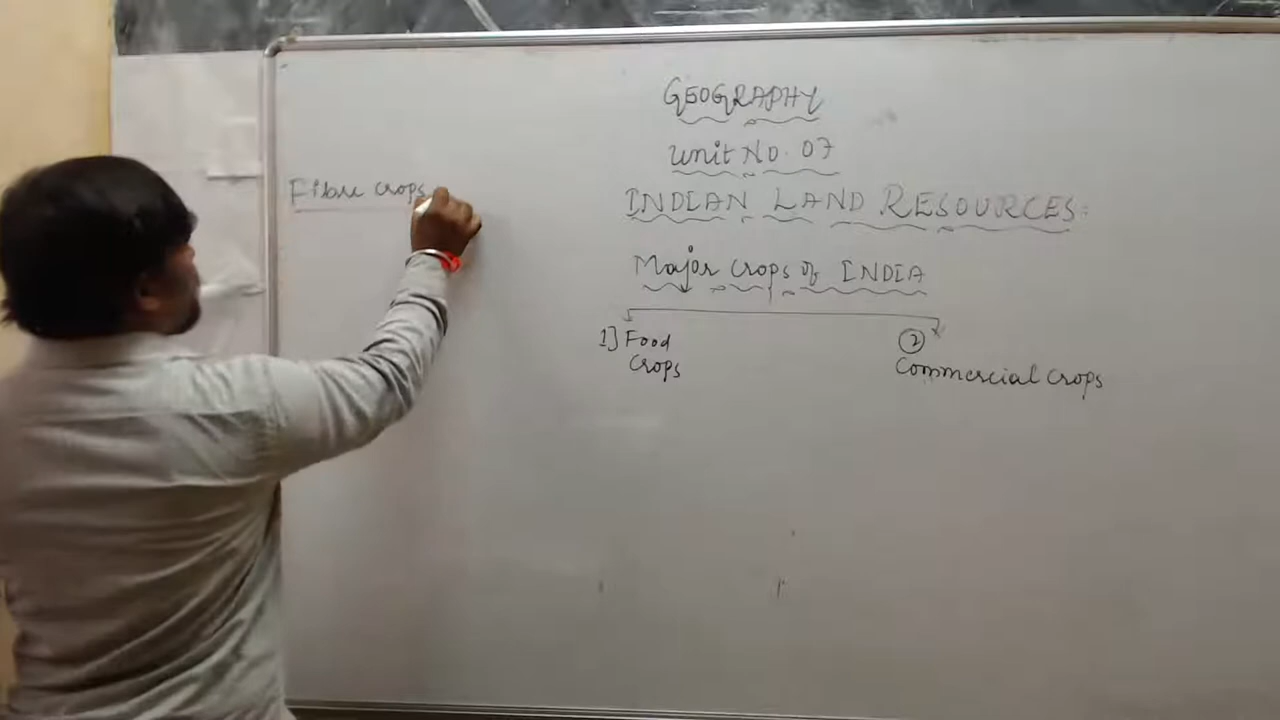 GEOGRAPHY
Unit No. 07
INDIAN LAND RESOURCES:
Fibre crops
Major crops of INDIA
1] Food
Crops
②
Commercial crops